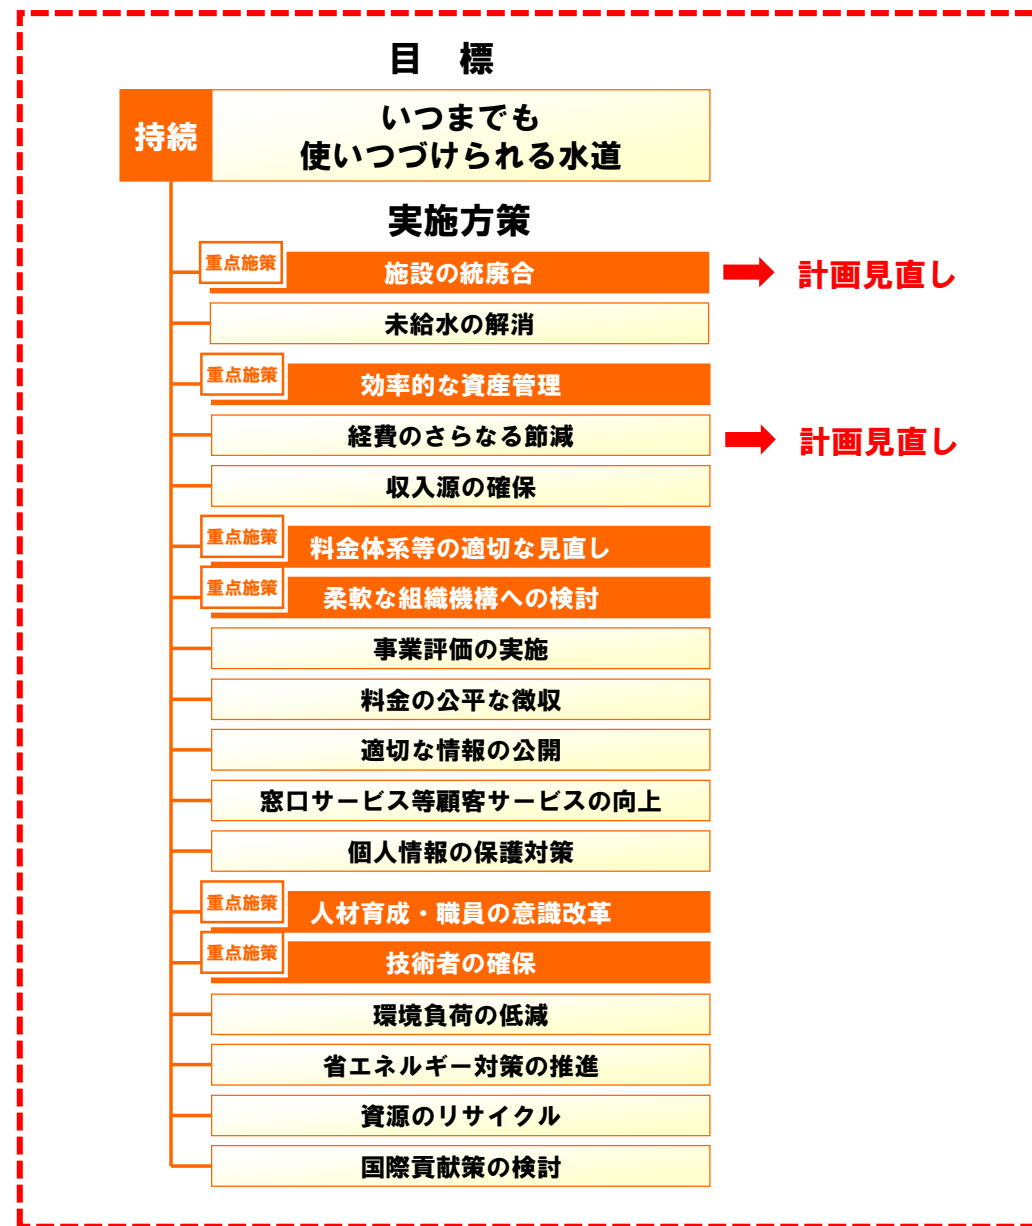 目　標
持続
いつまでも
使いつづけられる水道
実施方策
重点施策
施設の統廃合
計画見直し
未給水の解消
重点施策
効率的な資産管理
経費のさらなる節減
計画見直し
収入源の確保
重点施策
料金体系等の適切な見直し
重点施策
柔軟な組織機構への検討
事業評価の実施
料金の公平な徴収
適切な情報の公開
窓口サービス等顧客サービスの向上
個人情報の保護対策
重点施策
人材育成・職員の意識改革
重点施策
技術者の確保
環境負荷の低減
省エネルギー対策の推進
資源のリサイクル
国際貢献策の検討